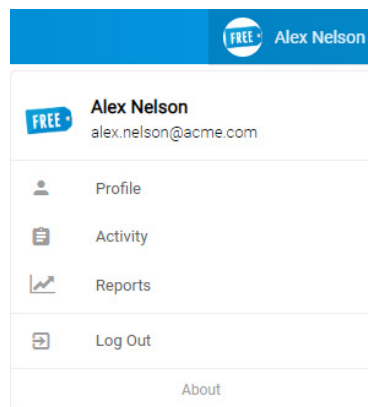 FREE Alex Nelson
FREE
Alex Nelson
alex.nelson@acme.com
Profile
Activity
Reports
Log Out
About